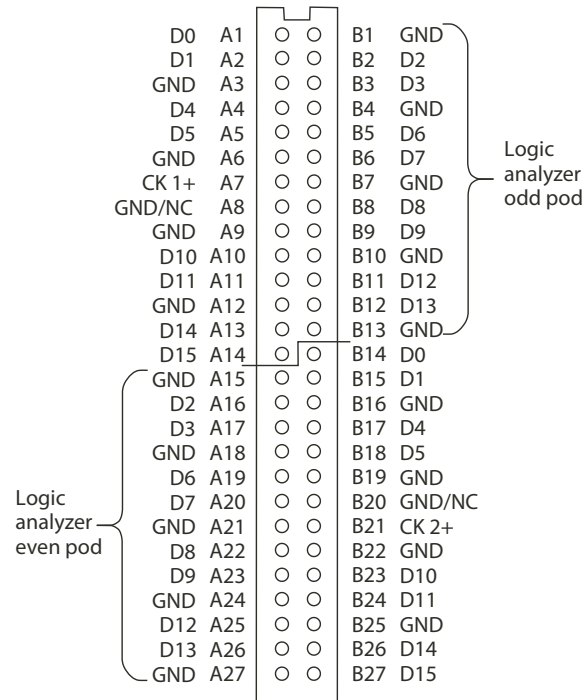 D0 A1 B1 GND
D1 A2 B2 D2
GND A3 B3 D3
D4 A4 B4 GND
D5 A5 B5 D6
GND A6 B6 D7
CK 1+ A7 B7 GND
GND/NC A8 B8 D8
GND A9 B9 D9
D10 A10 B10 GND
D11 A11 B11 D12
GND A12 B12 D13
D14 A13 B13 GND
D15 A14 B14 D0
GND A15 B15 D1
D2 A16 B16 GND
D3 A17 B17 D4
GND A18 B18 D5
D6 A19 B19 GND
D7 A20 B20 GND/NC
GND A21 B21 CK 2+
D8 A22 B22 GND
D9 A23 B23 D10
GND A24 B24 D11
D12 A25 B25 GND
D13 A26 B26 D14
GND A27 B27 D15
Logic
analyzer
odd pod
Logic
analyzer
even pod